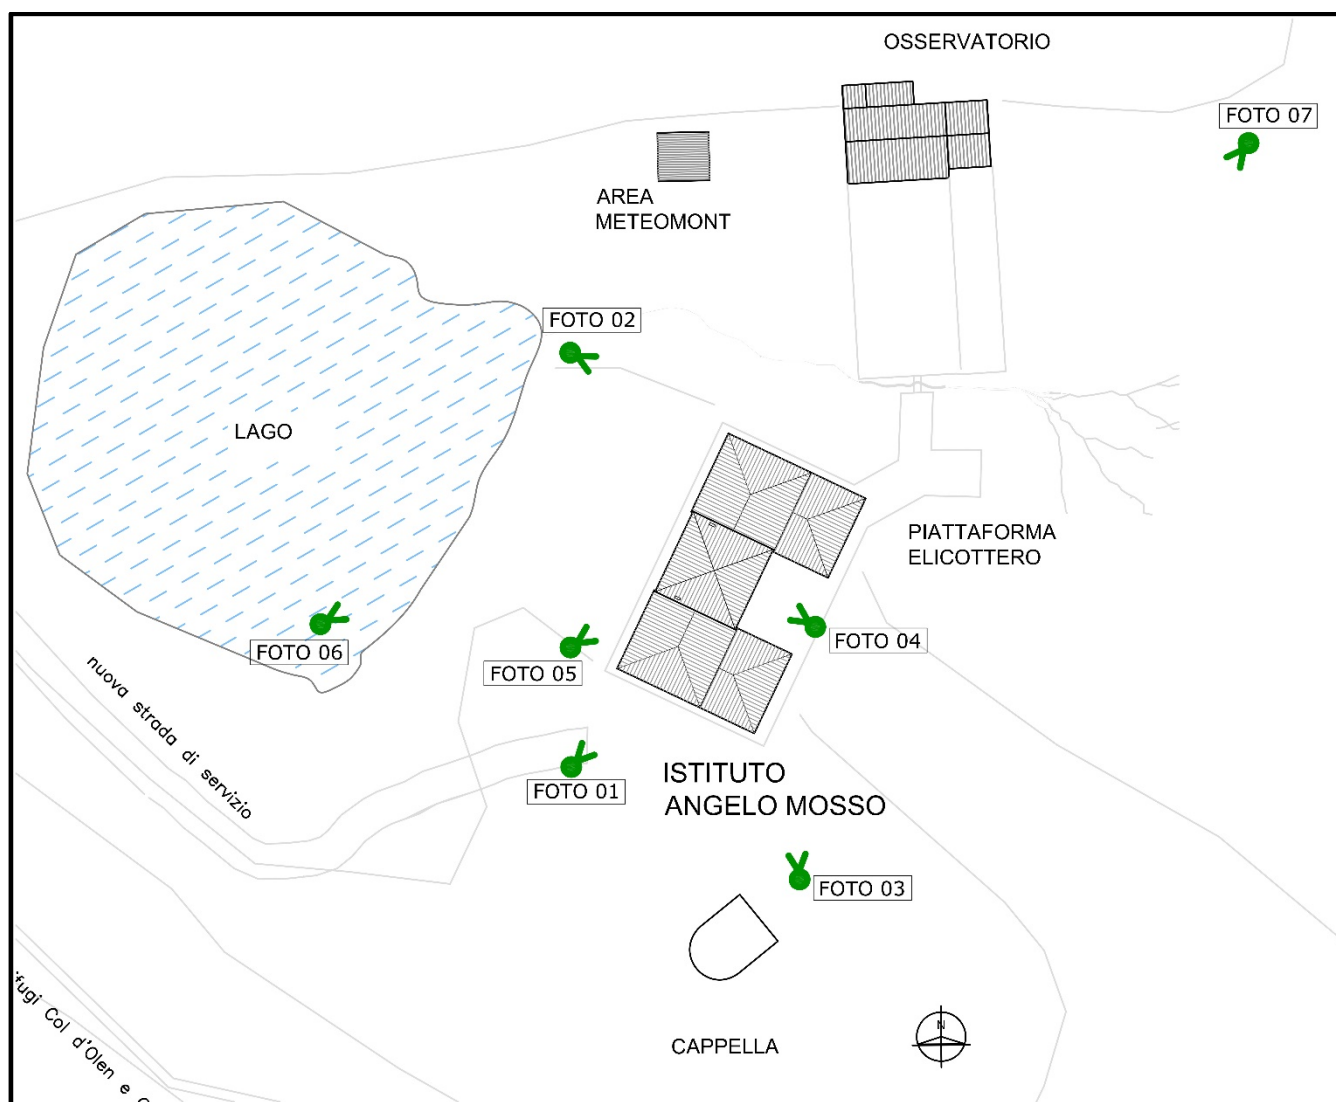 OSSERVATORIO
FOTO 07
AREA
METEOMONT
FOTO 02
LAGO
PIATTAFORMA
ELICOTTERO
FOTO 04
FOTO 06
FOTO 05
nuova strada di servizio
ISTITUTO
ANGELO MOSSO
FOTO 01
FOTO 03
Col d'Olen e
N
CAPPELLA